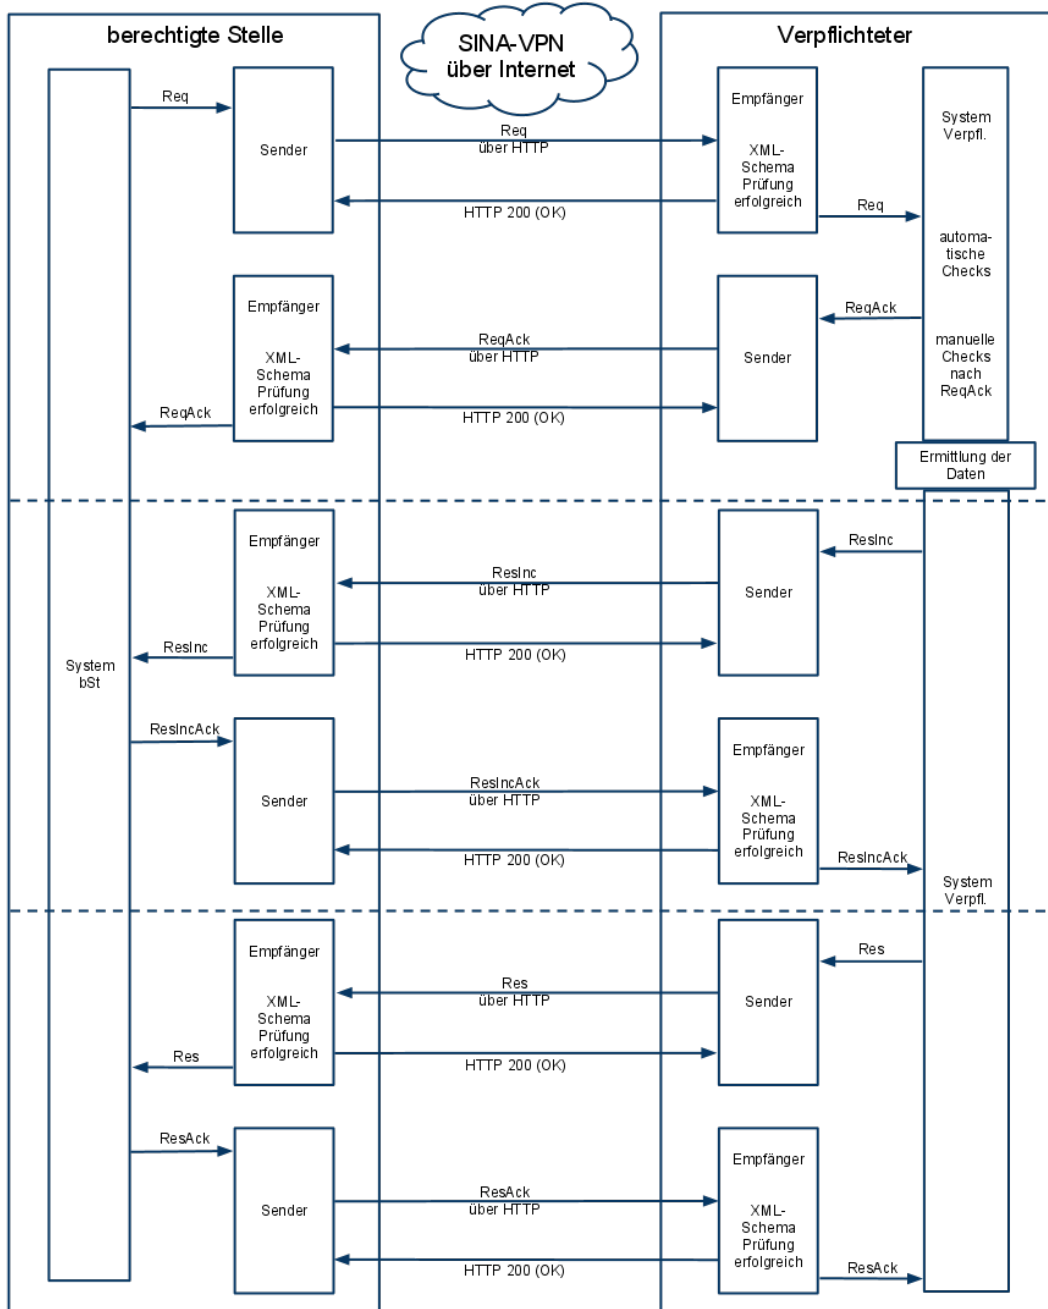 berechtigte Stelle
SINA-VPN
über Internet
Verpflichteter
Req
Sender
Req
über HTTP
HTTP 200 (OK)
Empfänger
XML-
Schema
Prüfung
erfolgreich
Req
System
Verpfl.
automa-
tische
Checks
manuelle
Checks
nach
ReqAck
Empfänger
XML-
Schema
Prüfung
erfolgreich
ReqAck
ReqAck
über HTTP
HTTP 200 (OK)
Sender
ReqAck
Ermittlung der
Daten
System
bSt
Empfänger
XML-
Schema
Prüfung
erfolgreich
ResInc
ResInc
über HTTP
HTTP 200 (OK)
Sender
ResInc
ResIncAck
Sender
ResIncAck
über HTTP
HTTP 200 (OK)
Empfänger
XML-
Schema
Prüfung
erfolgreich
ResIncAck
System
Verpfl.
Empfänger
XML-
Schema
Prüfung
erfolgreich
Res
Res
über HTTP
HTTP 200 (OK)
Sender
Res
ResAck
Sender
ResAck
über HTTP
HTTP 200 (OK)
Empfänger
XML-
Schema
Prüfung
erfolgreich
ResAck